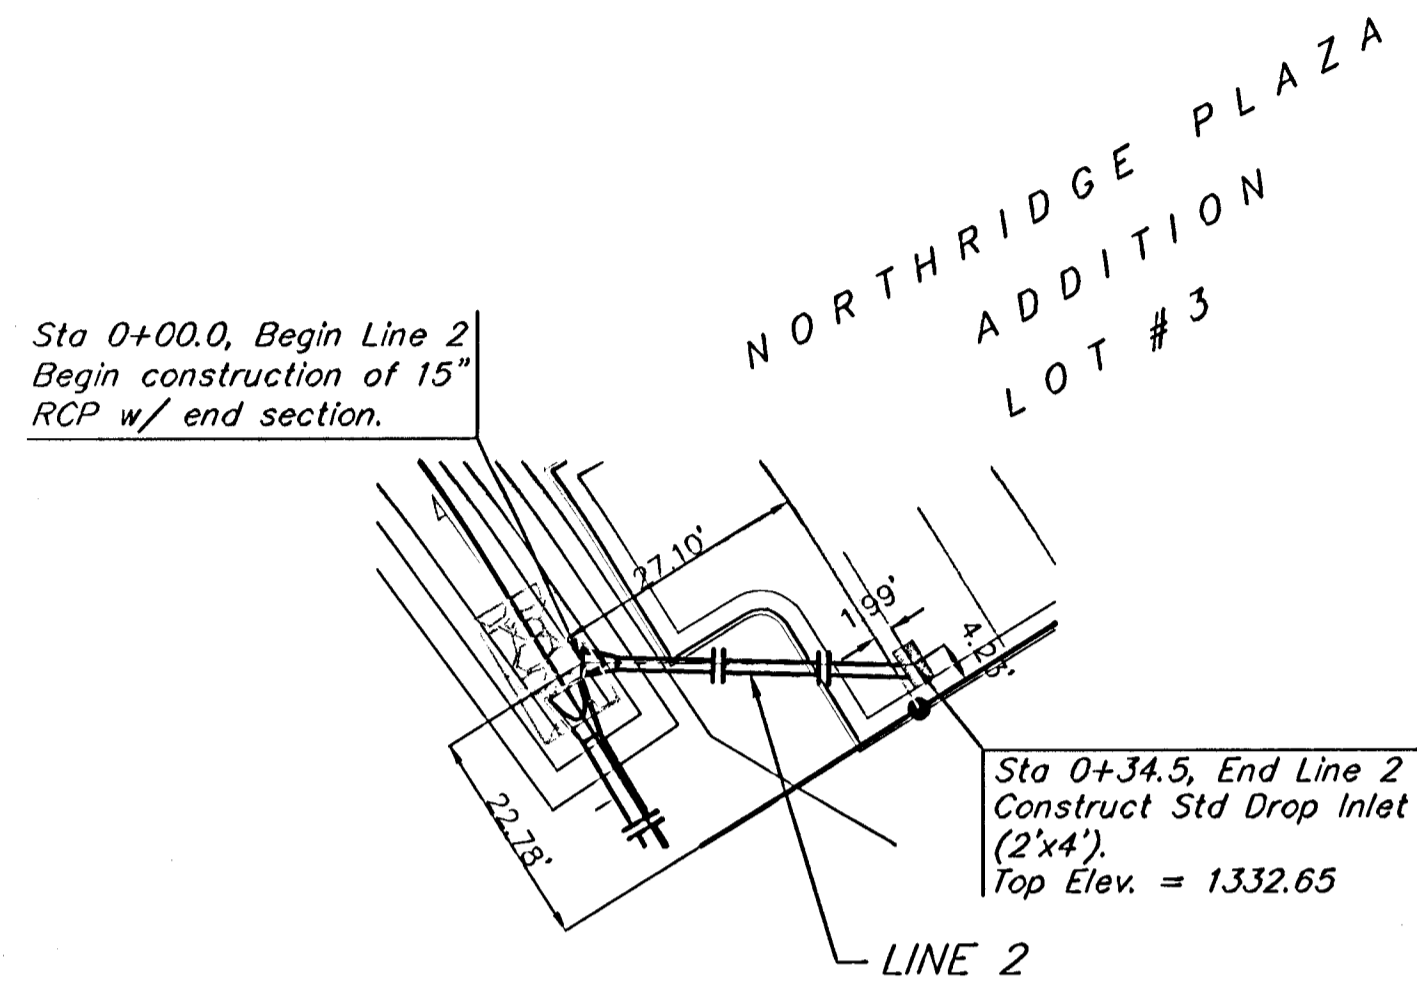 NORTHRIDGE PLAZA
ADDITION
LOT #3
Sta 0+00.0, Begin Line 2
Begin construction of 15"
RCP w/ end section.
27.10'
1.99'
4.23'
22.78'
Sta 0+34.5, End Line 2
Construct Std Drop Inlet
(2'x4').
Top Elev. = 1332.65
LINE 2